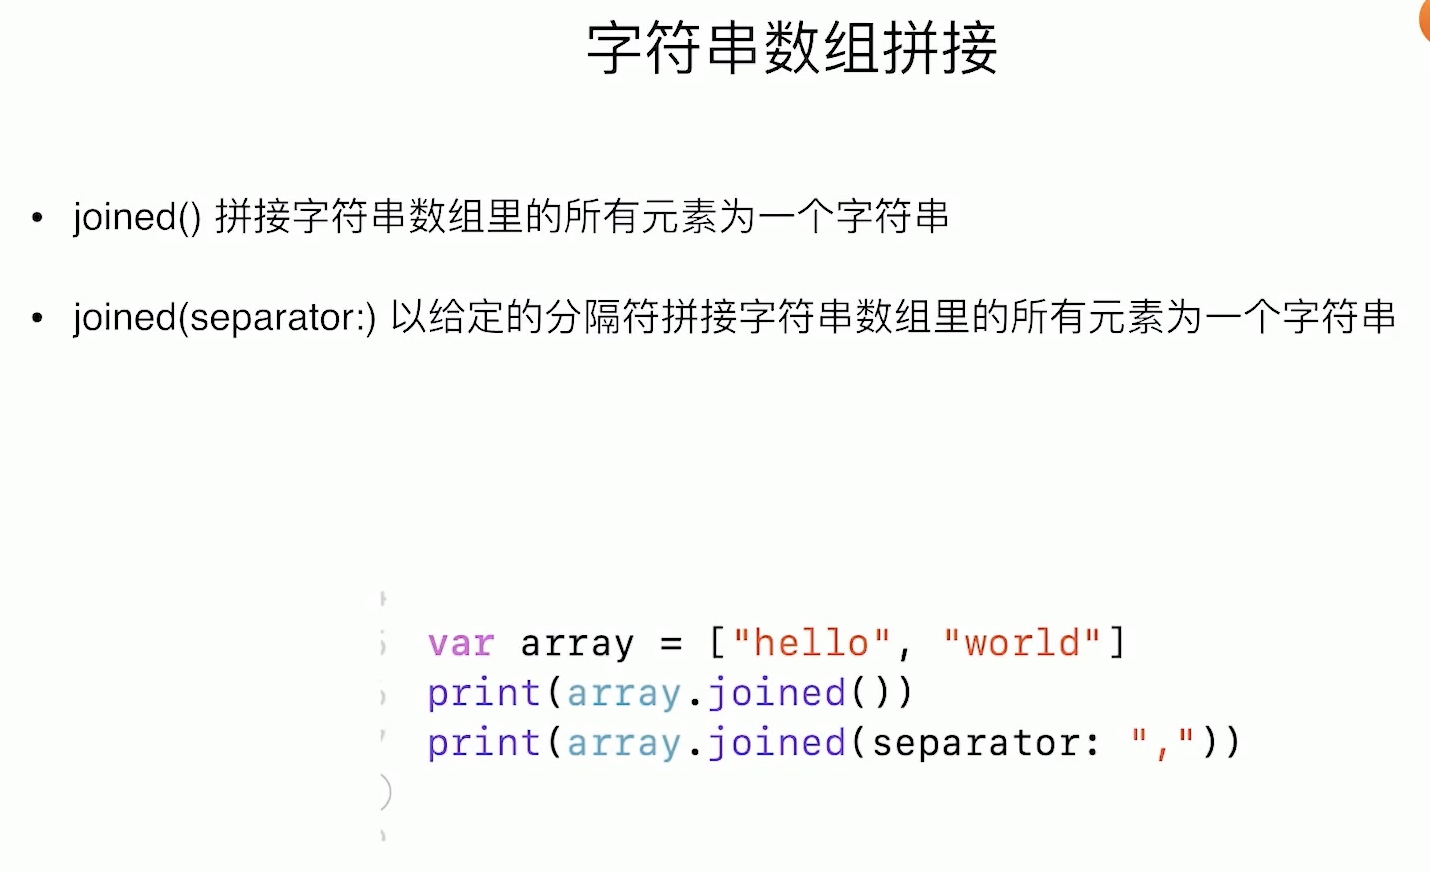 字符串数组拼接
• joined() 拼接字符串数组里的所有元素为一个字符串
• joined(separator:) 以给定的分隔符拼接字符串数组里的所有元素为一个字符串
var array = ["hello", "world"]
print(array.joined())
print(array.joined(separator: ","))